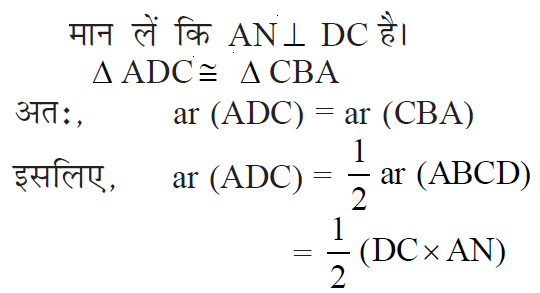 मान लें कि AN⊥ DC है।
Δ ADC≅ Δ CBA
अत:, ar (ADC) = ar (CBA)
इसलिए, ar (ADC) = 1/2 ar (ABCD)
= 1/2 (DC × AN)